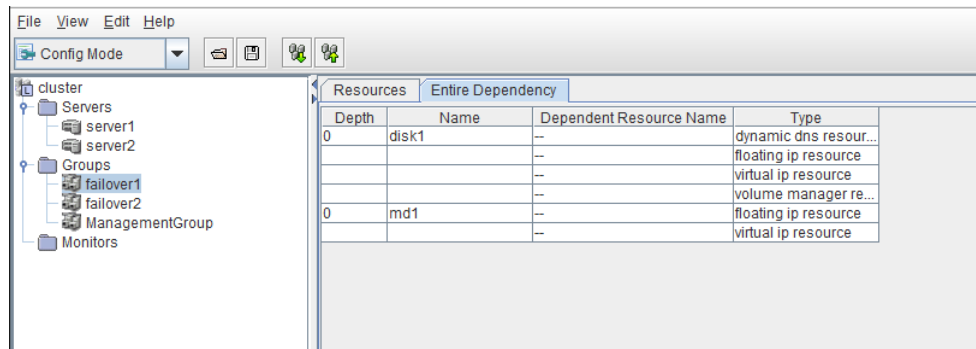 File View Edit Help
Config Mode
cluster
Servers
server1
server2
Groups
failover1
failover2
ManagementGroup
Monitors
Resources Entire Dependency
Depth Name Dependent Resource Name Type
0 disk1 -- dynamic dns resour...
-- floating ip resource
-- virtual ip resource
-- volume manager re...
0 md1 -- floating ip resource
-- virtual ip resource